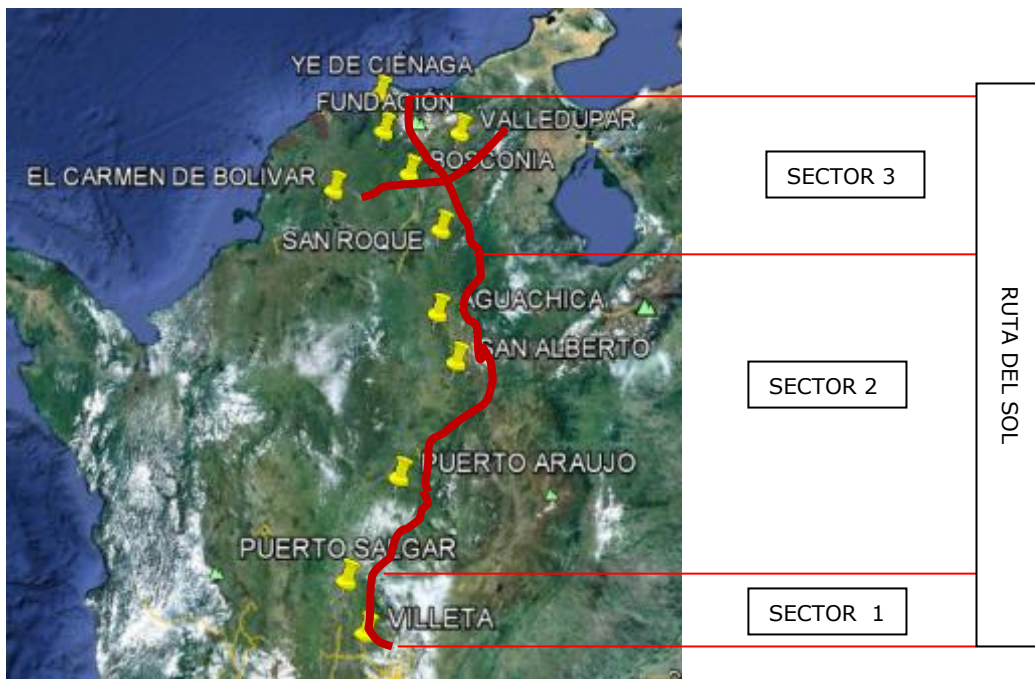 YE DE CIÉNAGA
FUNDACIÓN
VALLEDUPAR
BOSCONIA
EL CARMEN DE BOLIVAR
SAN ROQUE
AGUACHICA
SAN ALBERTO
PUERTO ARAUJO
PUERTO SALGAR
VILLETA
SECTOR 3
SECTOR 2
SECTOR 1
RUTA DEL SOL